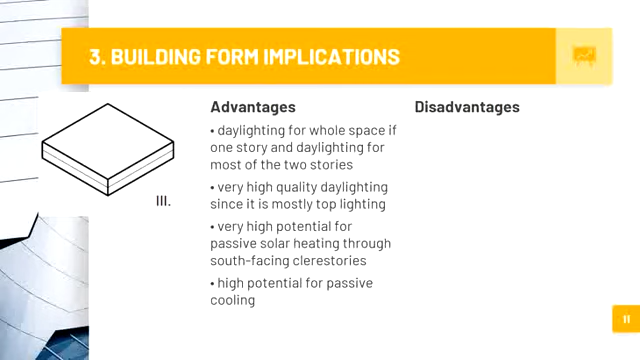 3. BUILDING FORM IMPLICATIONS
Advantages
• daylighting for whole space if
one story and daylighting for
most of the two stories
• very high quality daylighting
since it is mostly top lighting
• very high potential for
passive solar heating through
south-facing clerestories
• high potential for passive
cooling
Disadvantages
III.
11